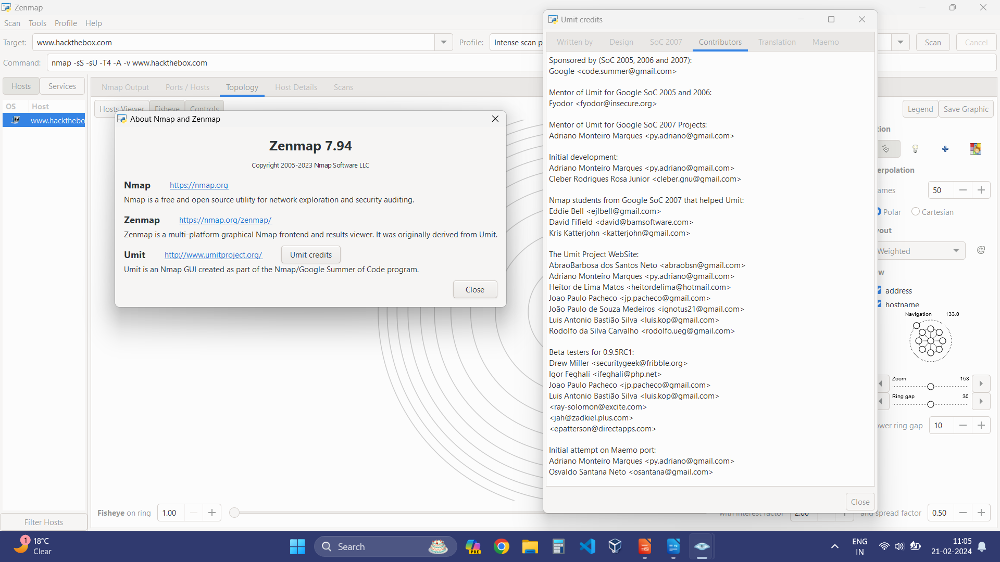 Zenmap
Scan Tools Profile Help
Target: www.hackthebox.com Profile: Intense scan p Scan Cancel
Command: nmap -sS -sU -T4 -A -v www.hackthebox.com
Hosts Services
OS Host
www.hackthebo
Filter Hosts
Nmap Output Ports / Hosts Topology Host Details Scans
Hosts Viewer Fisheye Controls
About Nmap and Zenmap
Zenmap 7.94
Copyright 2005-2023 Nmap Software LLC
Nmap https://nmap.org
Nmap is a free and open source utility for network exploration and security auditing.
Zenmap https://nmap.org/zenmap/
Zenmap is a multi-platform graphical Nmap frontend and results viewer. It was originally derived from Umit.
Umit http://www.umitproject.org/ Umit credits
Umit is an Nmap GUI created as part of the Nmap/Google Summer of Code program.
Close
Umit credits
Written by Design SoC 2007 Contributors Translation Maemo
Sponsored by (SoC 2005, 2006 and 2007):
Google <code.summer@gmail.com>
Mentor of Umit for Google SoC 2005 and 2006:
Fyodor <fyodor@insecure.org>
Mentor of Umit for Google SoC 2007 Projects:
Adriano Monteiro Marques <py.adriano@gmail.com>
Initial development:
Adriano Monteiro Marques <py.adriano@gmail.com>
Cleber Rodrigues Rosa Junior <cleber.gnu@gmail.com>
Nmap students from Google SoC 2007 that helped Umit:
Eddie Bell <ejlbell@gmail.com>
David Fifield <david@bamsoftware.com>
Kris Katterjohn <katterjohn@gmail.com>
The Umit Project WebSite:
AbraoBarbosa dos Santos Neto <abraobsn@gmail.com>
Adriano Monteiro Marques <py.adriano@gmail.com>
Heitor de Lima Matos <heitordelima@hotmail.com>
Joao Paulo Pacheco <jp.pacheco@gmail.com>
João Paulo de Souza Medeiros <ignotus21@gmail.com>
Luis Antonio Bastião Silva <luis.kop@gmail.com>
Rodolfo da Silva Carvalho <rodolfo.ueg@gmail.com>
Beta testers for 0.9.5RC1:
Drew Miller <securitygeek@fribble.org>
Igor Feghali <ifeghali@php.net>
Joao Paulo Pacheco <jp.pacheco@gmail.com>
Luis Antonio Bastião Silva <luis.kop@gmail.com>
<ray-solomon@excite.com>
<jah@zadkiel.plus.com>
<epatterson@directapps.com>
Initial attempt on Maemo port:
Adriano Monteiro Marques <py.adriano@gmail.com>
Osvaldo Santana Neto <osantana@gmail.com>
Close
Legend Save Graphic
tion
erpolation
ames 50
Polar Cartesian
yout
Weighted
ew
address
hostname
Navigation 133.0
Zoom 158
Ring gap 30
ower ring gap 10
Fisheye on ring 1.00 with interest factor 2.00 and spread factor 0.50
1 18°C
Clear
Search
PRE
ENG
IN
11:05
21-02-2024